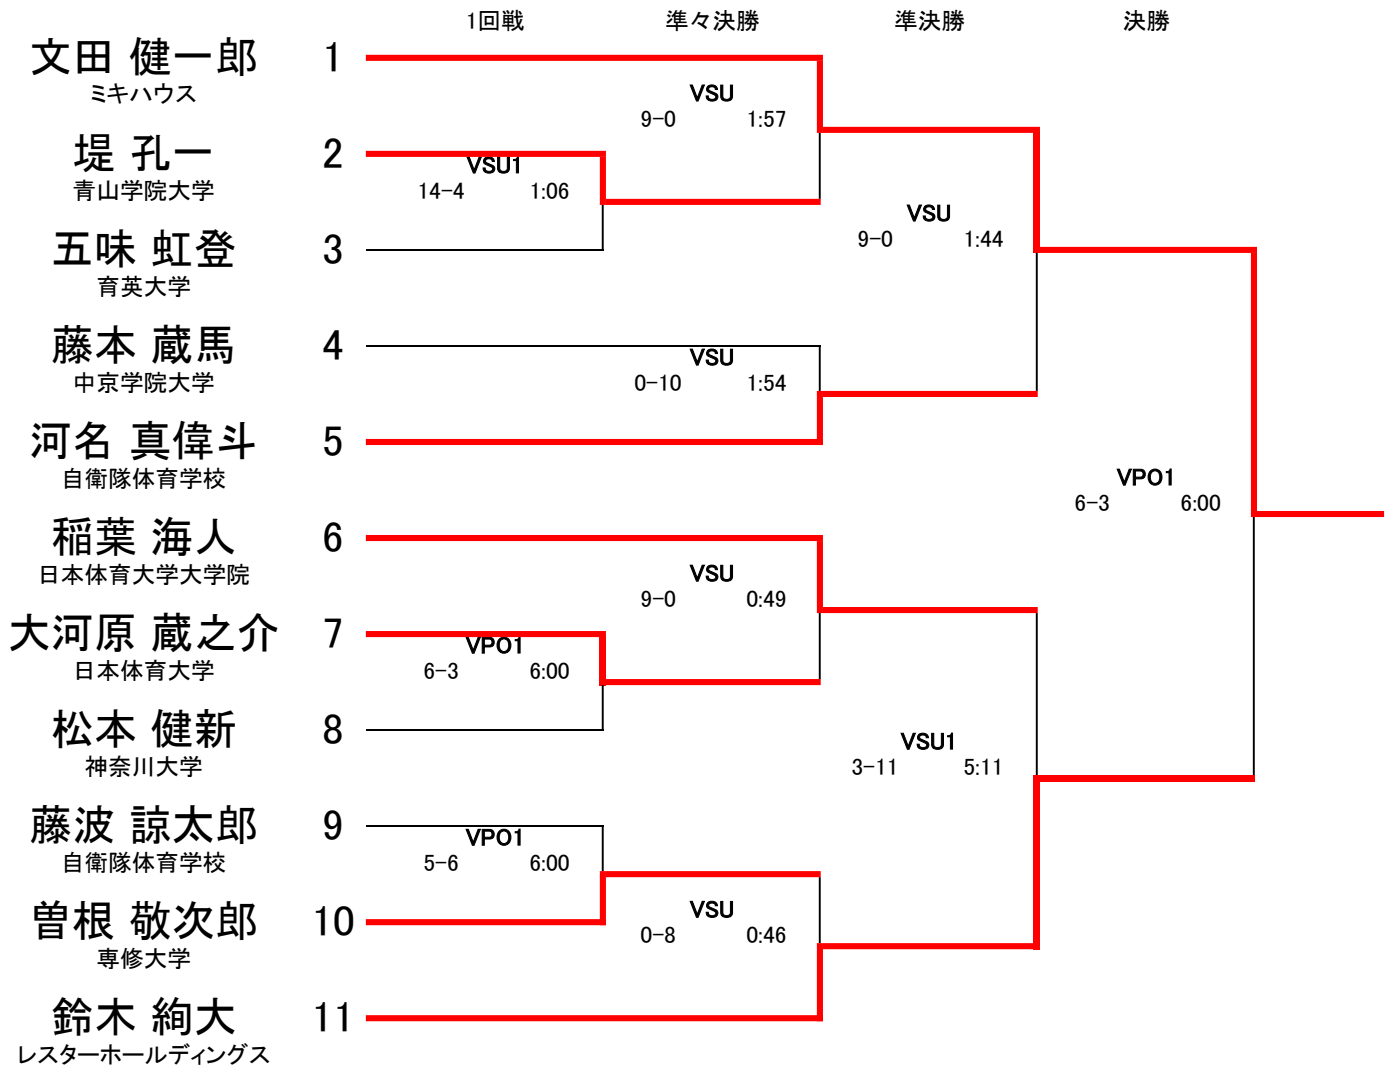 1回戦 準々決勝 準決勝 決勝
文田 健一郎 1
ミキハウス
VSU
9-0 1:57
堤 孔一 2
青山学院大学
VSU1
14-4 1:06
VSU
9-0 1:44
五味 虹登 3
育英大学
藤本 蔵馬 4
中京学院大学
VSU
0-10 1:54
河名 真偉斗 5
自衛隊体育学校
VPO1
6-3 6:00
稲葉 海人 6
日本体育大学大学院
VSU
9-0 0:49
大河原 蔵之介 7
日本体育大学
VPO1
6-3 6:00
松本 健新 8
神奈川大学
VSU1
3-11 5:11
藤波 諒太郎 9
自衛隊体育学校
VPO1
5-6 6:00
曽根 敬次郎 10
専修大学
VSU
0-8 0:46
鈴木 絢大 11
レスターホールディングス